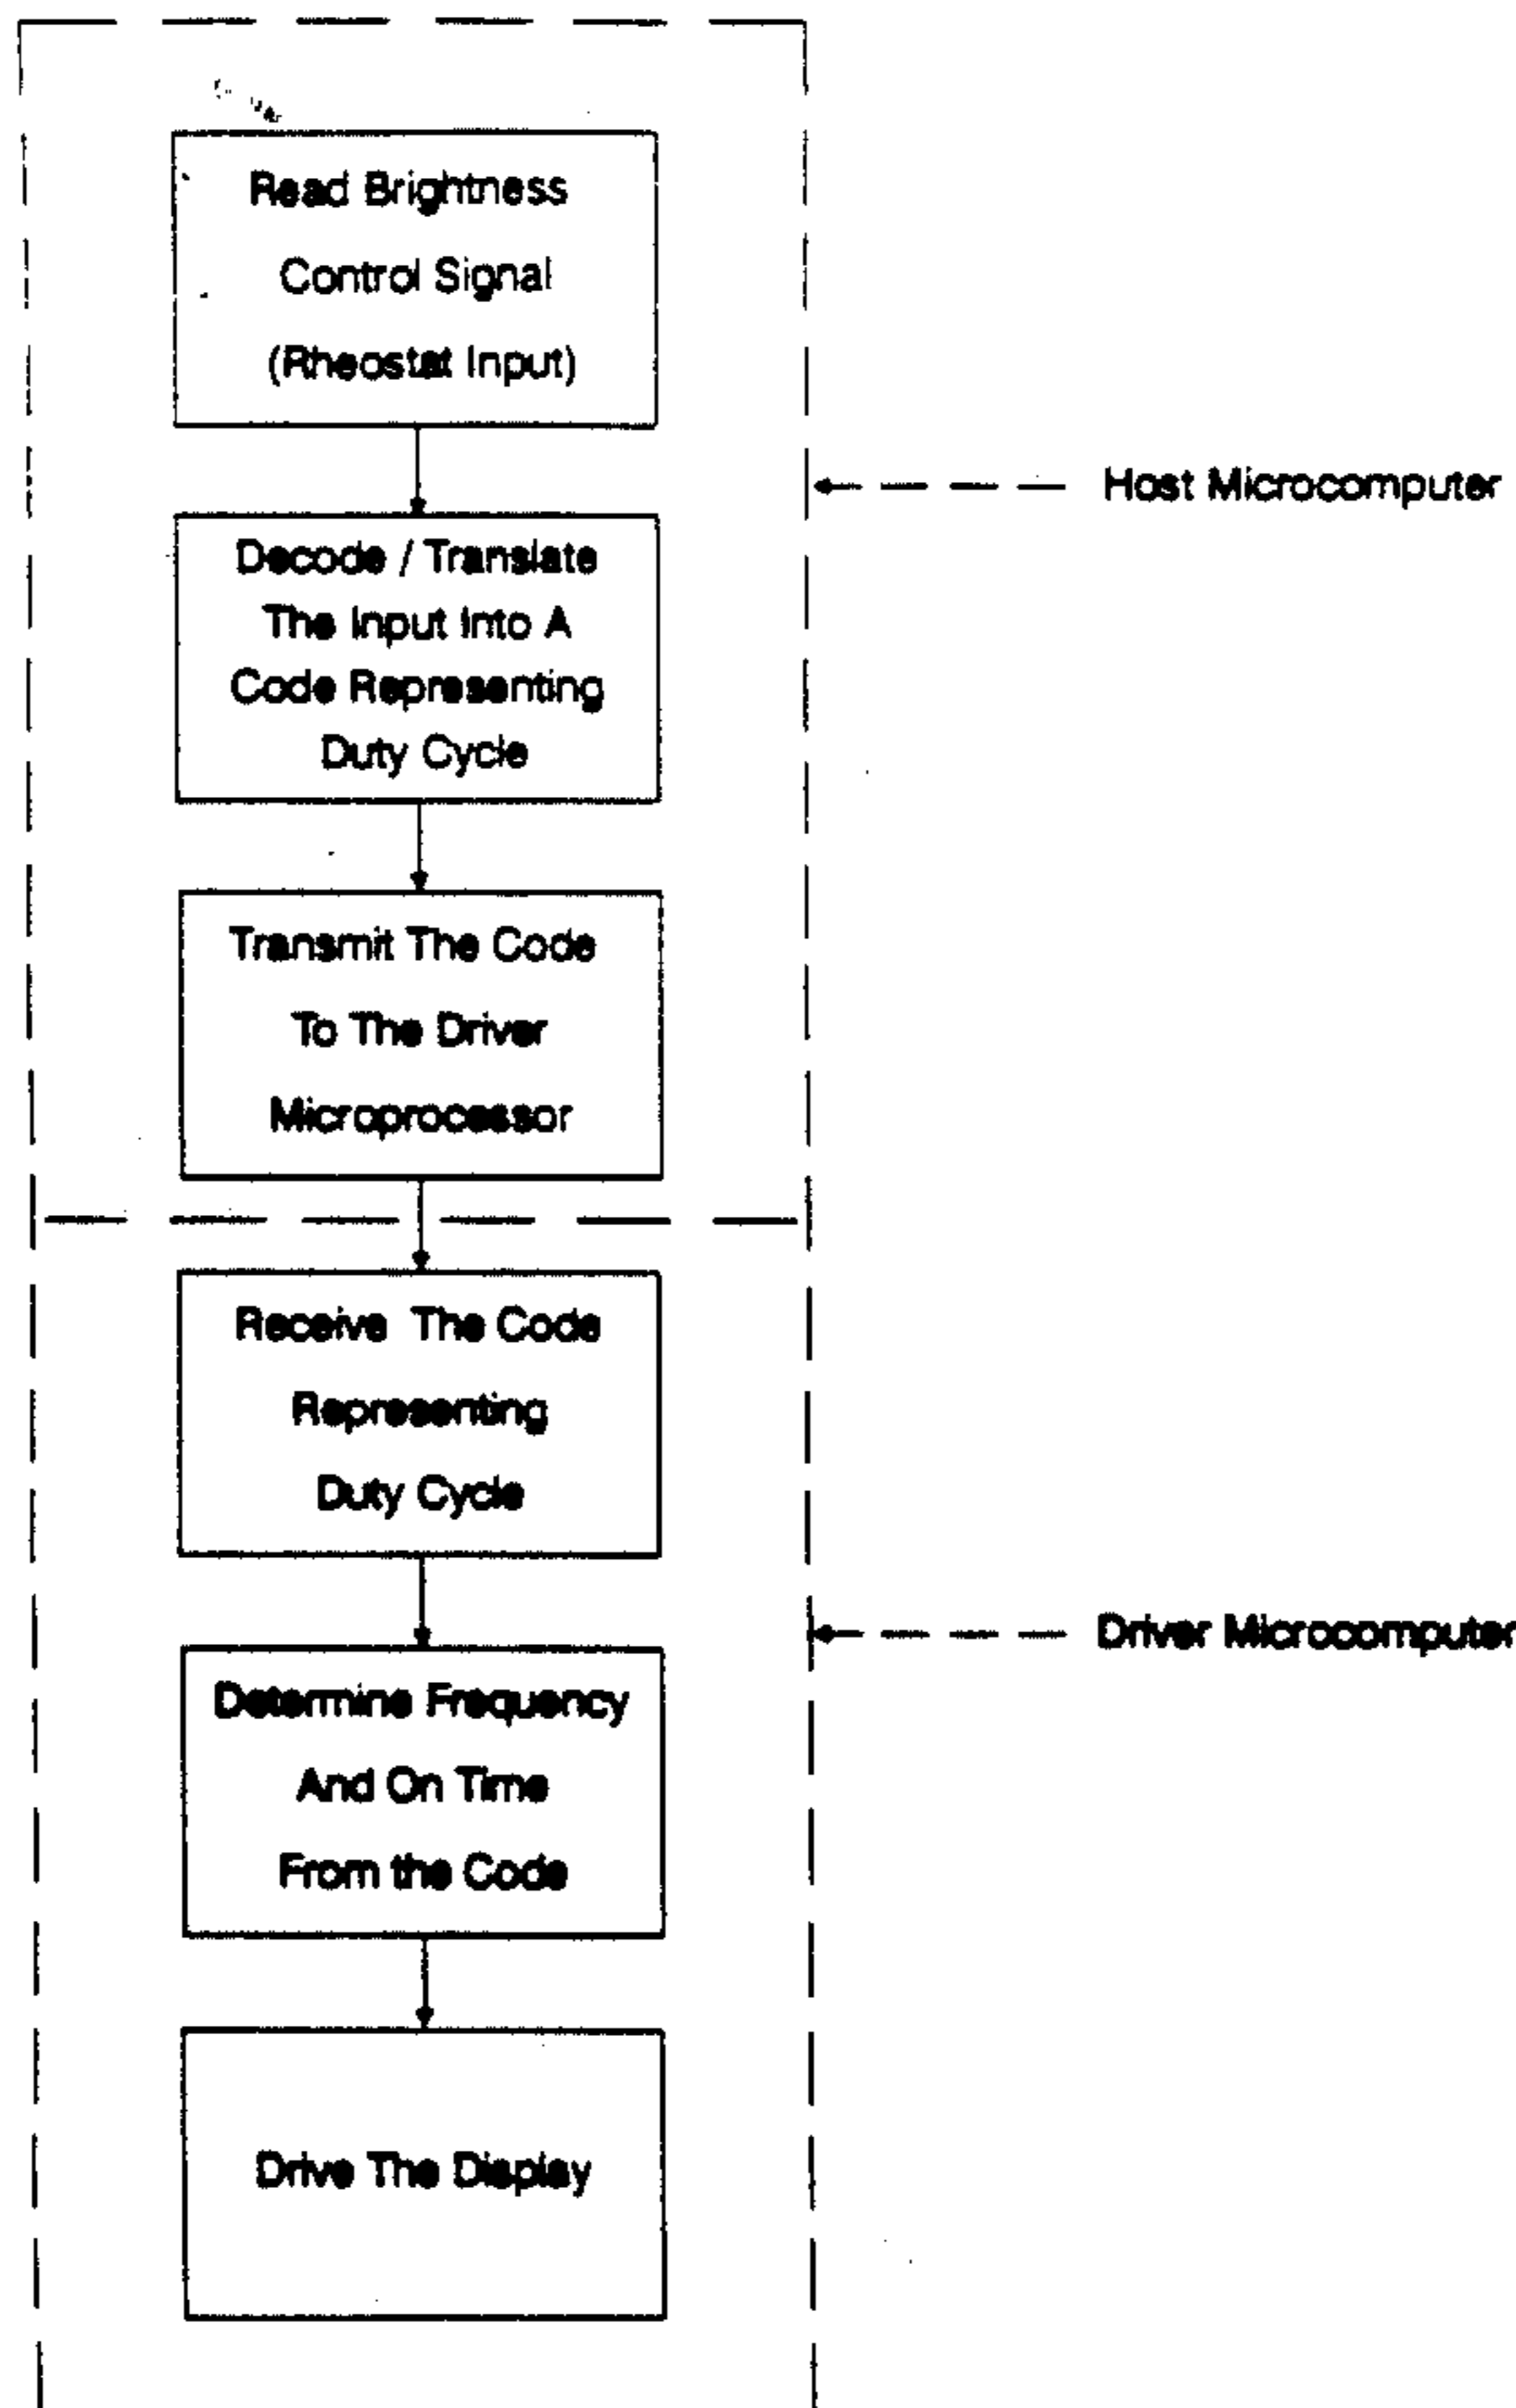 Read Brightness
Control Signal
(Rheostat Input)
Host Microcomputer
Decode / Translate
The Input Into A
Code Representing
Duty Cycle
Transmit The Code
To The Driver
Microprocessor
Receive The Code
Representing
Duty Cycle
Driver Microcomputer
Determine Frequency
And On Time
From the Code
Drive The Display